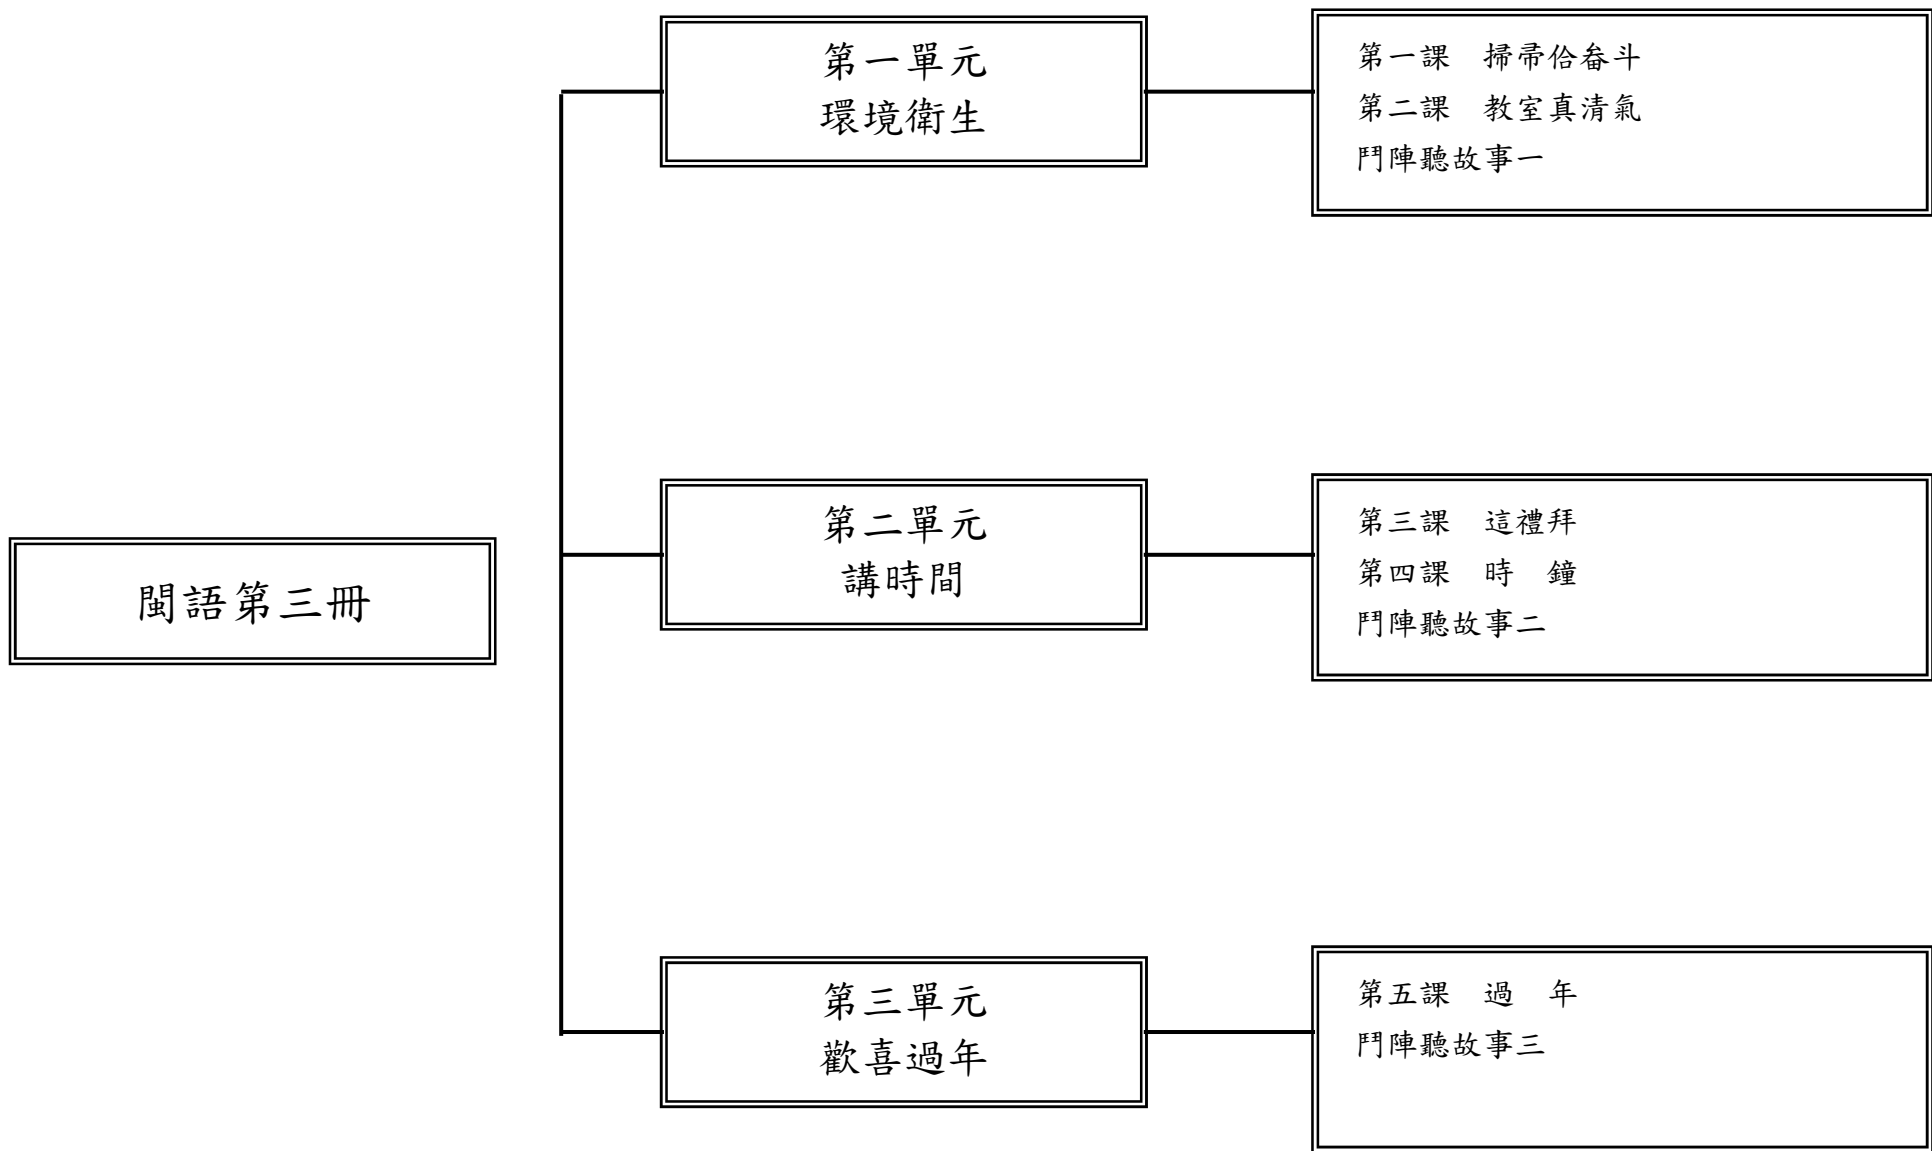 第一單元
環境衛生
第一課　掃帚佮畚斗
第二課　教室真清氣
鬥陣聽故事一
閩語第三冊
第二單元
講時間
第三課　這禮拜
第四課　時　鐘
鬥陣聽故事二
第三單元
歡喜過年
第五課　過　年
鬥陣聽故事三